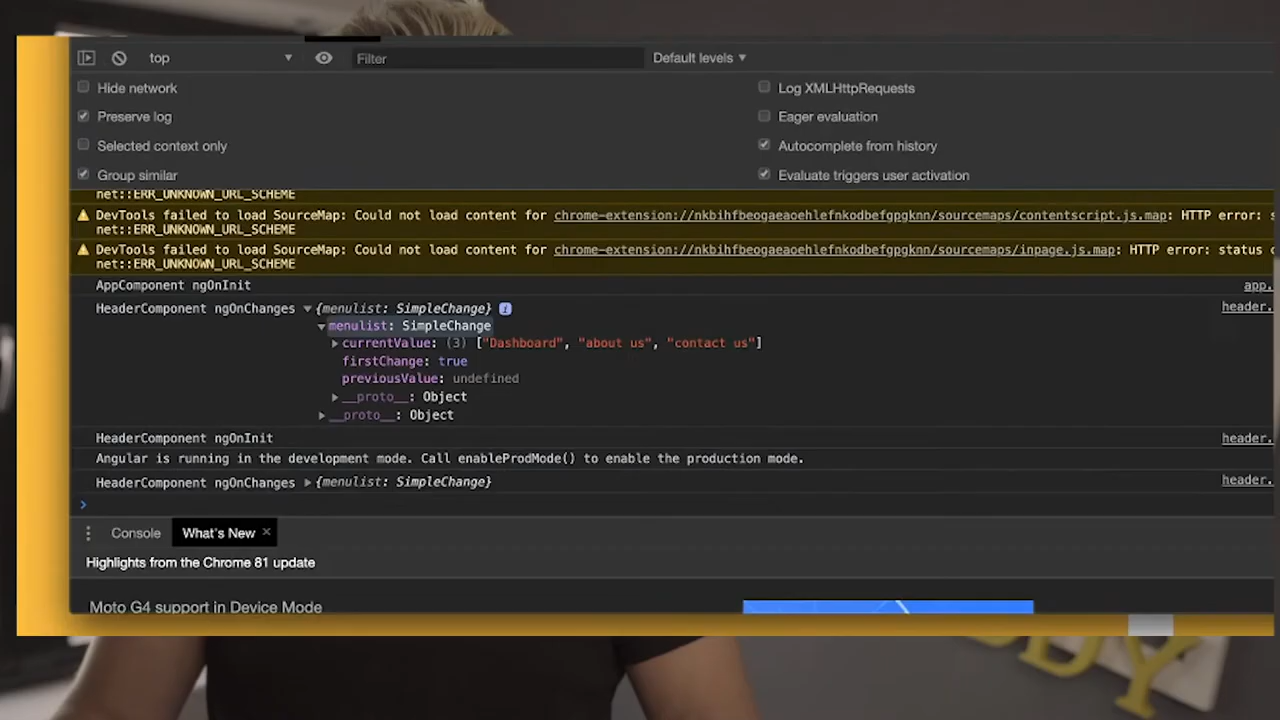 top
Filter
Default levels
Hide network
Log XMLHttpRequests
Preserve log
Eager evaluation
Selected context only
Autocomplete from history
Group similar
Evaluate triggers user activation
net::ERR_UNKNOWN_URL_SCHEME
DevTools failed to load SourceMap: Could not load content for chrome-extension://nkbihfbeogaeaoehlefnkodbefgpgknn/sourcemaps/contentscript.js.map: HTTP error: s
net::ERR_UNKNOWN_URL_SCHEME
DevTools failed to load SourceMap: Could not load content for chrome-extension://nkbihfbeogaeaoehlefnkodbefgpgknn/sourcemaps/inpage.js.map: HTTP error: status c
net::ERR_UNKNOWN_URL_SCHEME
AppComponent ngOnInit app.
HeaderComponent ngOnChanges {menulist: SimpleChange} i header.
menulist: SimpleChange
currentValue: (3) ["Dashboard", "about us", "contact us"]
firstChange: true
previousValue: undefined
__proto__: Object
__proto__: Object
HeaderComponent ngOnInit header.
Angular is running in the development mode. Call enableProdMode() to enable the production mode.
HeaderComponent ngOnChanges {menulist: SimpleChange} header.
Console
What's New ×
Highlights from the Chrome 81 update
Moto G4 support in Device Mode
DY